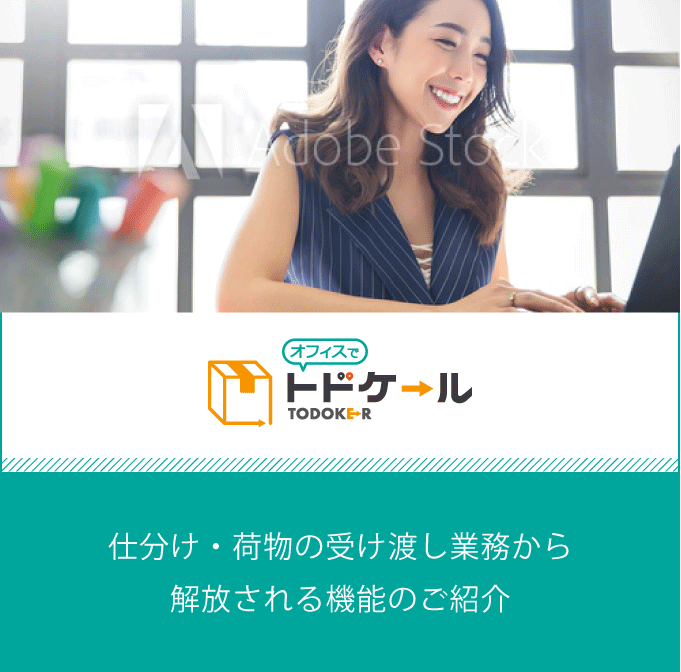 Adobe Stock
オフィスで
トドケール
TODOKER
仕分け・荷物の受け渡し業務から
解放される機能のご紹介